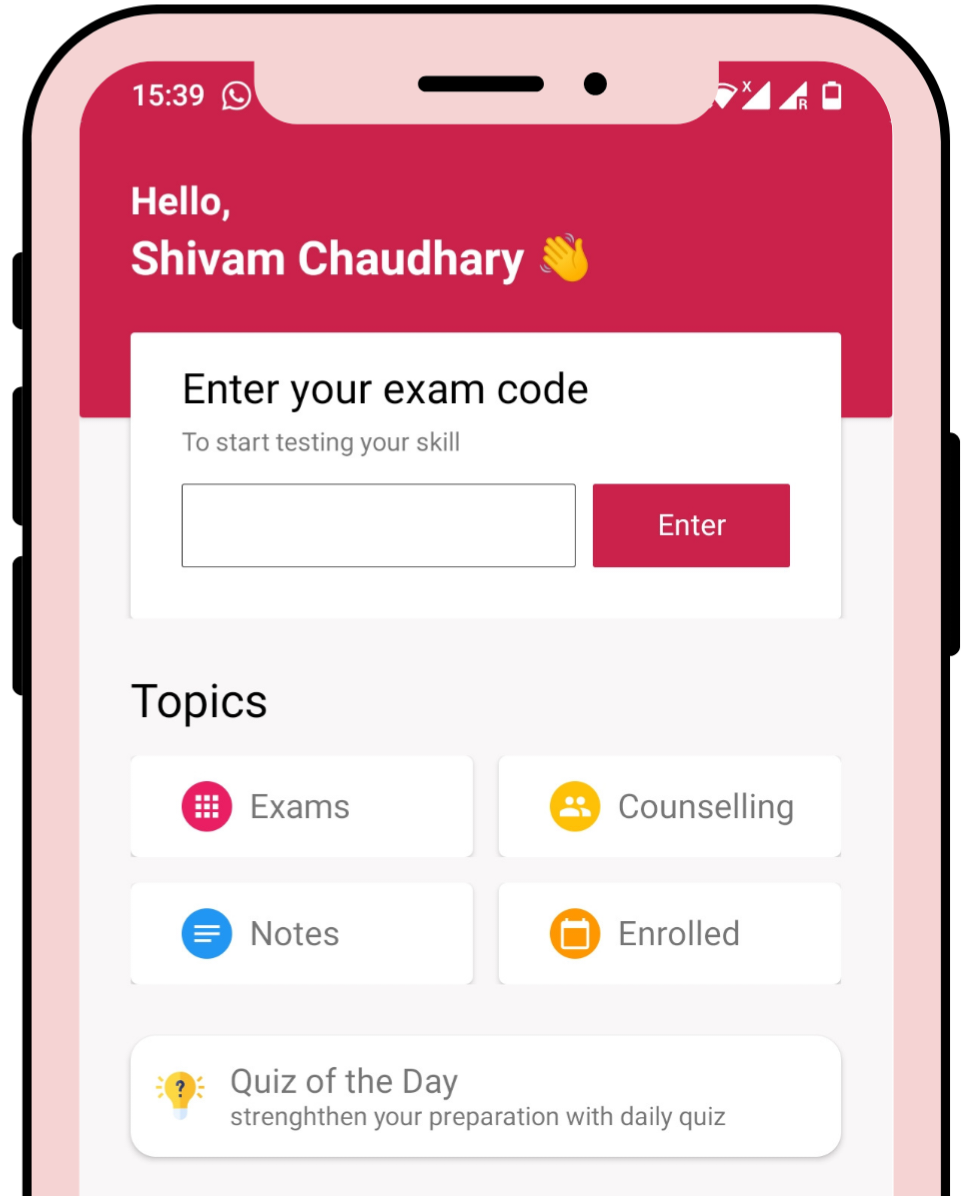 15:39
X
R
Hello,
Shivam Chaudhary 👋
Enter your exam code
To start testing your skill
Enter
Topics
Exams
Counselling
Notes
Enrolled
?
Quiz of the Day
strenghthen your preparation with daily quiz